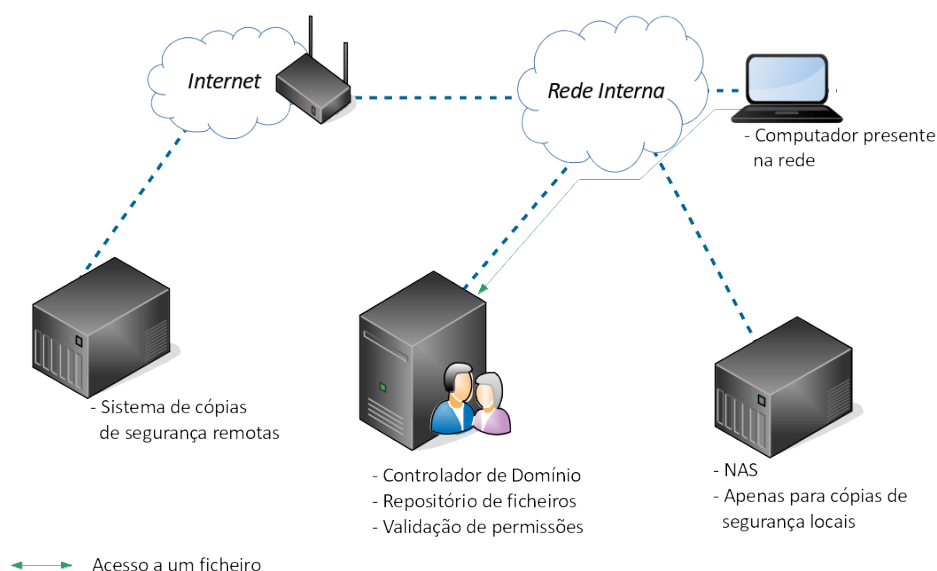 Internet
Rede Interna
- Computador presente
na rede
- Sistema de cópias
de segurança remotas
- Controlador de Domínio
- Repositório de ficheiros
- Validação de permissões
- NAS
- Apenas para cópias de
segurança locais
Acesso a um ficheiro